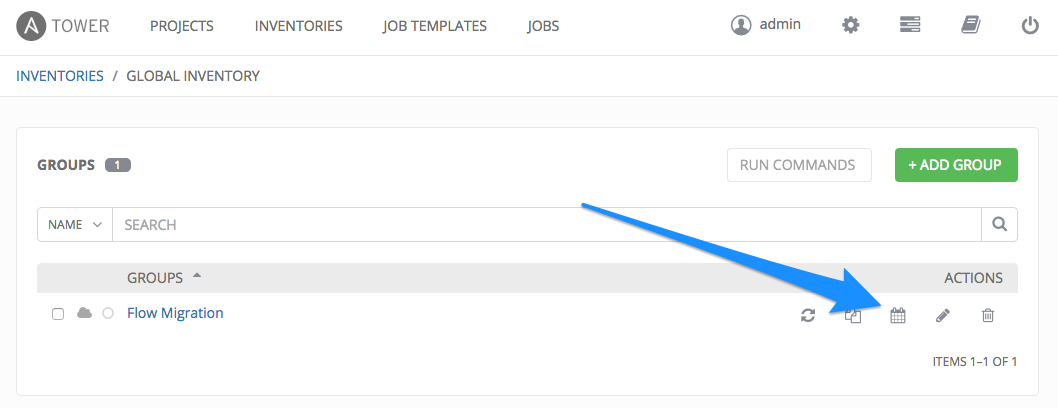 A TOWER PROJECTS INVENTORIES JOB TEMPLATES JOBS admin
INVENTORIES / GLOBAL INVENTORY
GROUPS 1 RUN COMMANDS + ADD GROUP
NAME SEARCH
GROUPS ACTIONS
Flow Migration
ITEMS 1–1 OF 1